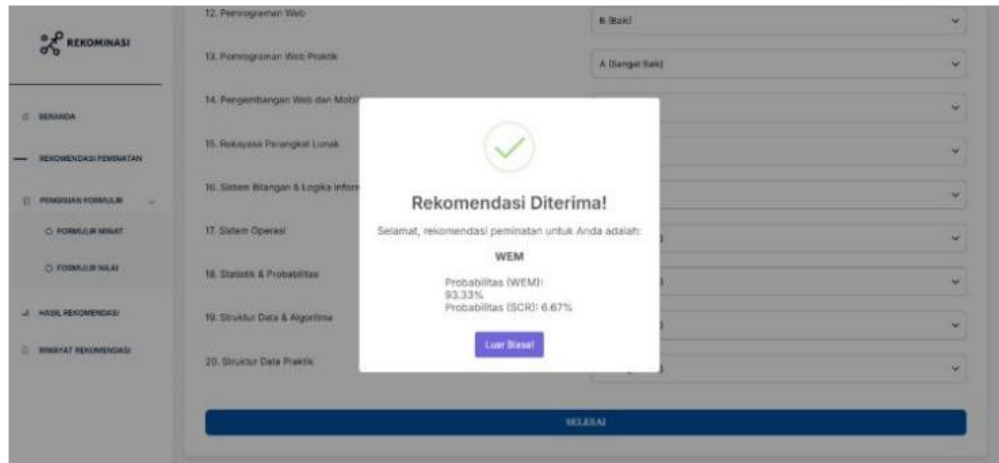 REKOMINASI
BERANDA
REKOMENDASI PEMINATAN
PENGISIAN FORMULIR
FORMULIR MINAT
FORMULIR NILAI
HASIL REKOMENDASI
RIWAYAT REKOMENDASI
12. Pemrograman Web
B (Baik)
13. Pemrograman Web Praktik
A (Sangat Baik)
14. Pengembangan Web dan Mobil
15. Rekayasa Perangkat Lunak
16. Sistem Bilangan & Logika Inform
17. Sistem Operasi
18. Statistik & Probabilitas
19. Struktur Data & Algoritma
20. Struktur Data Praktik
Rekomendasi Diterima!
Selamat, rekomendasi peminatan untuk Anda adalah:
WEM
Probabilitas (WEM):
93.33%
Probabilitas (SCR): 6.67%
Luar Biasa!
SELESAI